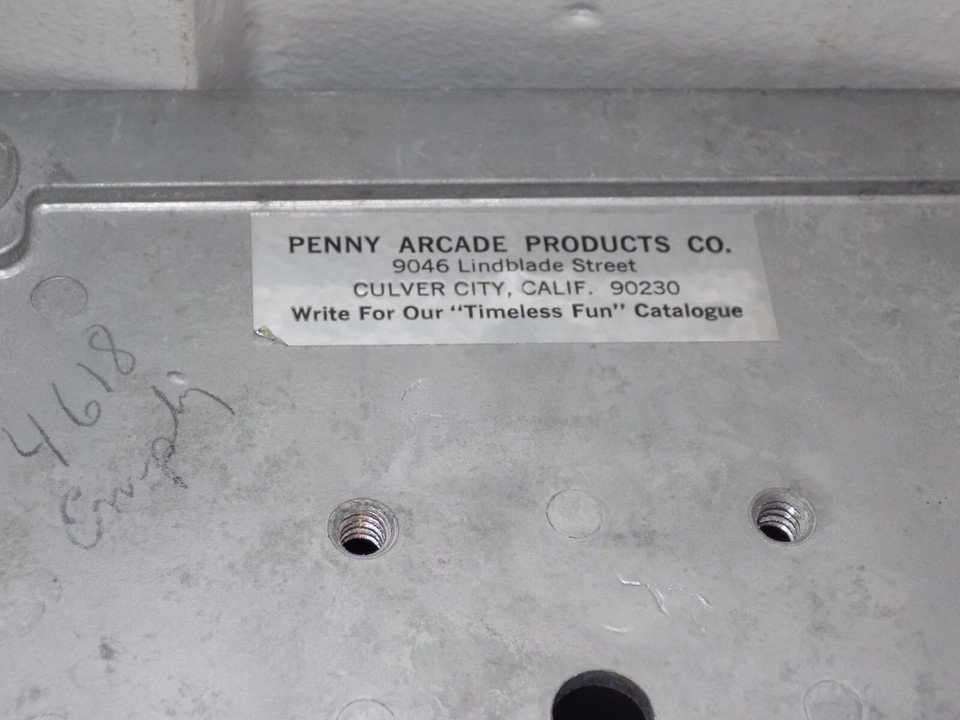 PENNY ARCADE PRODUCTS CO.
9046 Lindblade Street
CULVER CITY, CALIF. 90230
Write For Our "Timeless Fun" Catalogue
4618